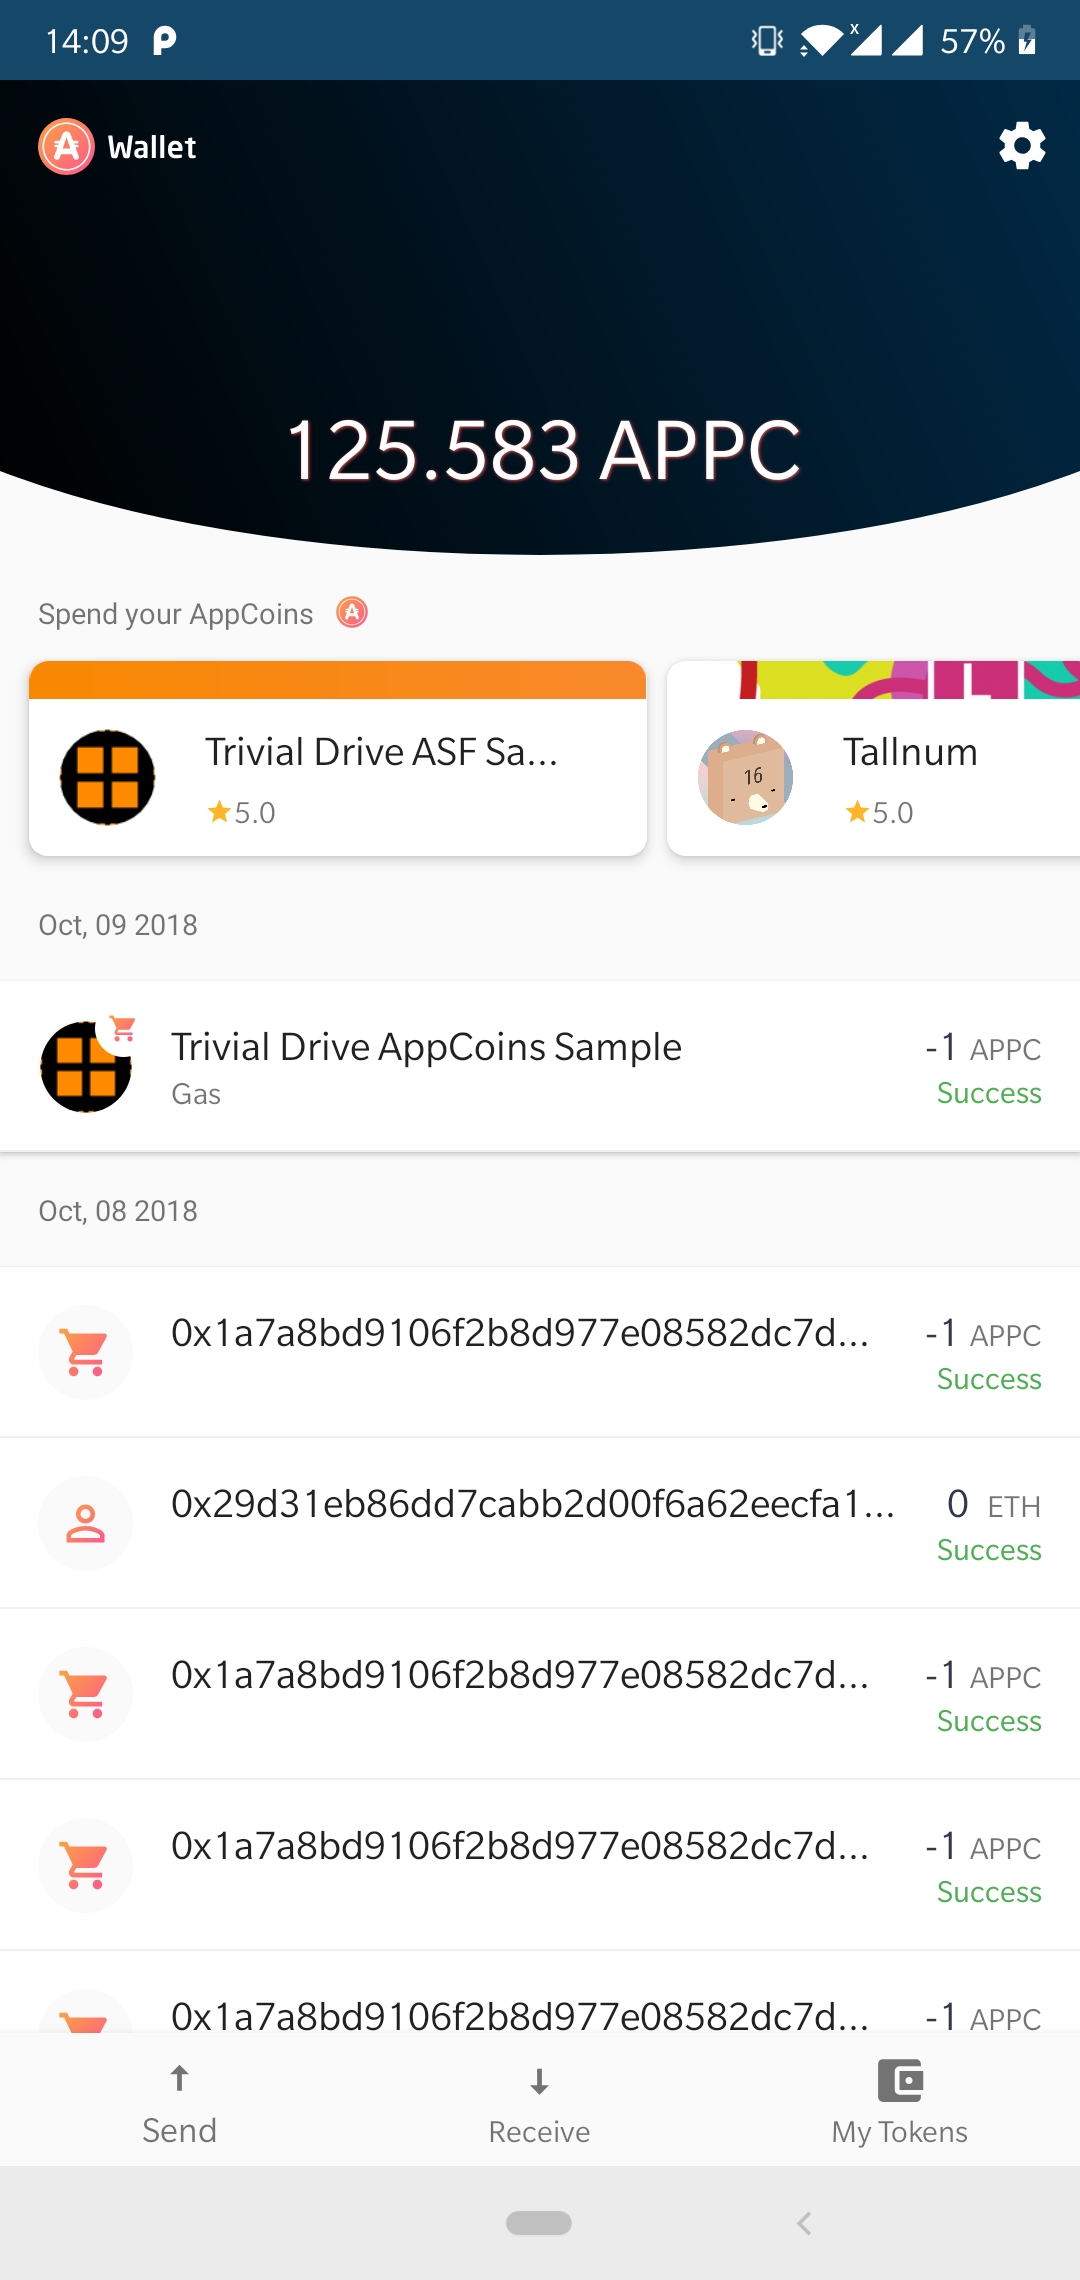 14:09
57%
Wallet
125.583 APPC
Spend your AppCoins
Trivial Drive ASF Sa...
5.0
16
Tallnum
5.0
Oct, 09 2018
Trivial Drive AppCoins Sample
-1 APPC
Gas
Success
Oct, 08 2018
0x1a7a8bd9106f2b8d977e08582dc7d...
-1 APPC
Success
0x29d31eb86dd7cabb2d00f6a62eecfa1...
0 ETH
Success
0x1a7a8bd9106f2b8d977e08582dc7d...
-1 APPC
Success
0x1a7a8bd9106f2b8d977e08582dc7d...
-1 APPC
Success
0x1a7a8bd9106f2b8d977e08582dc7d...
-1 APPC
Send
Receive
My Tokens